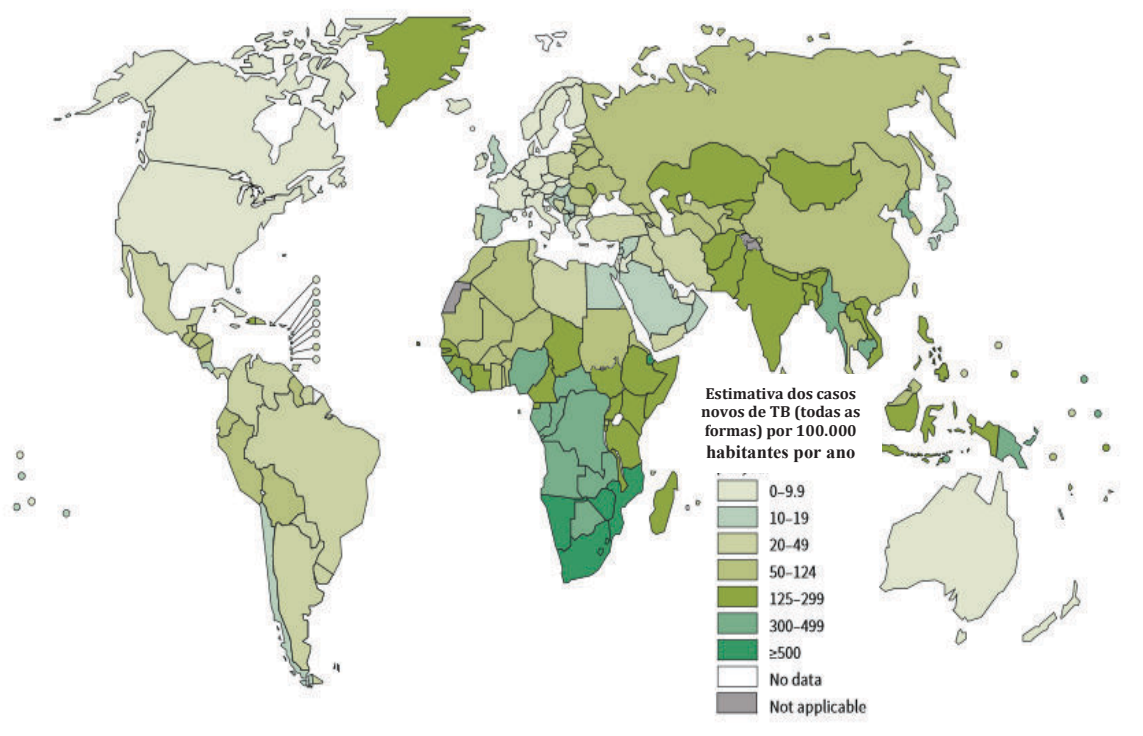 Estimativa dos casos
novos de TB (todas as
formas) por 100.000
habitantes por ano
0–9.9
10–19
20–49
50–124
125–299
300–499
≥500
No data
Not applicable